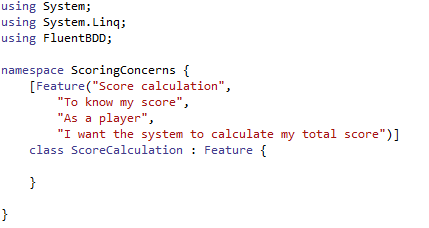 using System;
using System.Linq;
using FluentBDD;
namespace ScoringConcerns {
[Feature("Score calculation",
"To know my score",
"As a player",
"I want the system to calculate my total score")]
class ScoreCalculation : Feature {
}
}